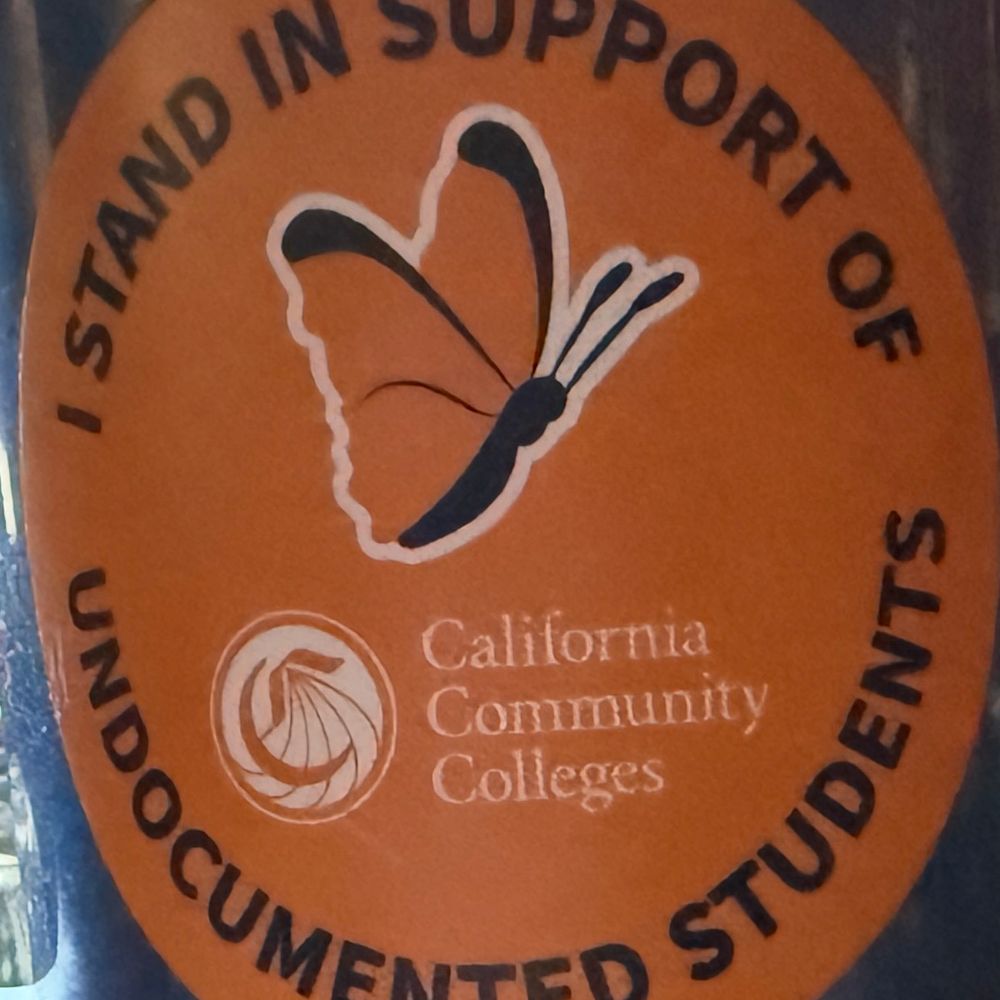 I STAND IN SUPPORT OF
California
Community
Colleges
UNDOCUMENTED STUDENTS